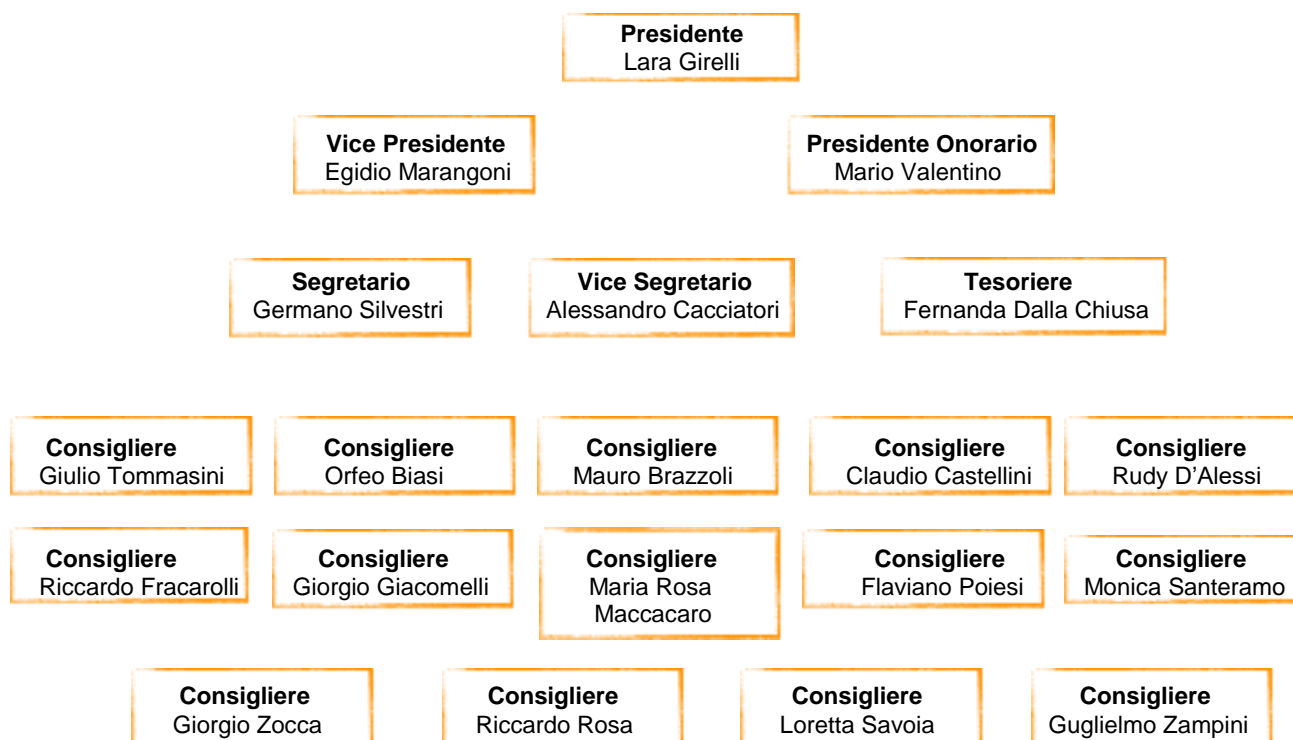 Presidente
Lara Girelli
Vice Presidente
Egidio Marangoni
Presidente Onorario
Mario Valentino
Segretario
Germano Silvestri
Vice Segretario
Alessandro Cacciatori
Tesoriere
Fernanda Dalla Chiusa
Consigliere
Giulio Tommasini
Consigliere
Orfeo Biasi
Consigliere
Mauro Brazzoli
Consigliere
Claudio Castellini
Consigliere
Rudy D’Alessi
Consigliere
Riccardo Fracarolli
Consigliere
Giorgio Giacomelli
Consigliere
Maria Rosa
Maccacaro
Consigliere
Flaviano Poiesi
Consigliere
Monica Santeramo
Consigliere
Giorgio Zocca
Consigliere
Riccardo Rosa
Consigliere
Loretta Savoia
Consigliere
Guglielmo Zampini